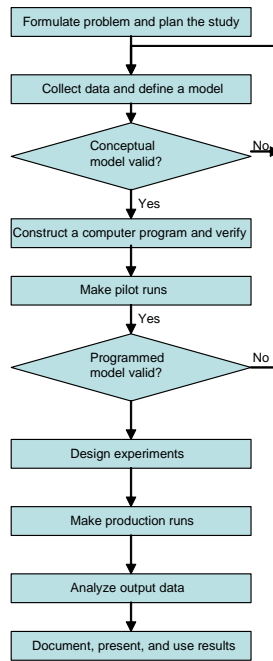 Formulate problem and plan the study
Collect data and define a model
Conceptual
model valid?
No
Yes
Construct a computer program and verify
Make pilot runs
Yes
Programmed
model valid?
No
Design experiments
Make production runs
Analyze output data
Document, present, and use results